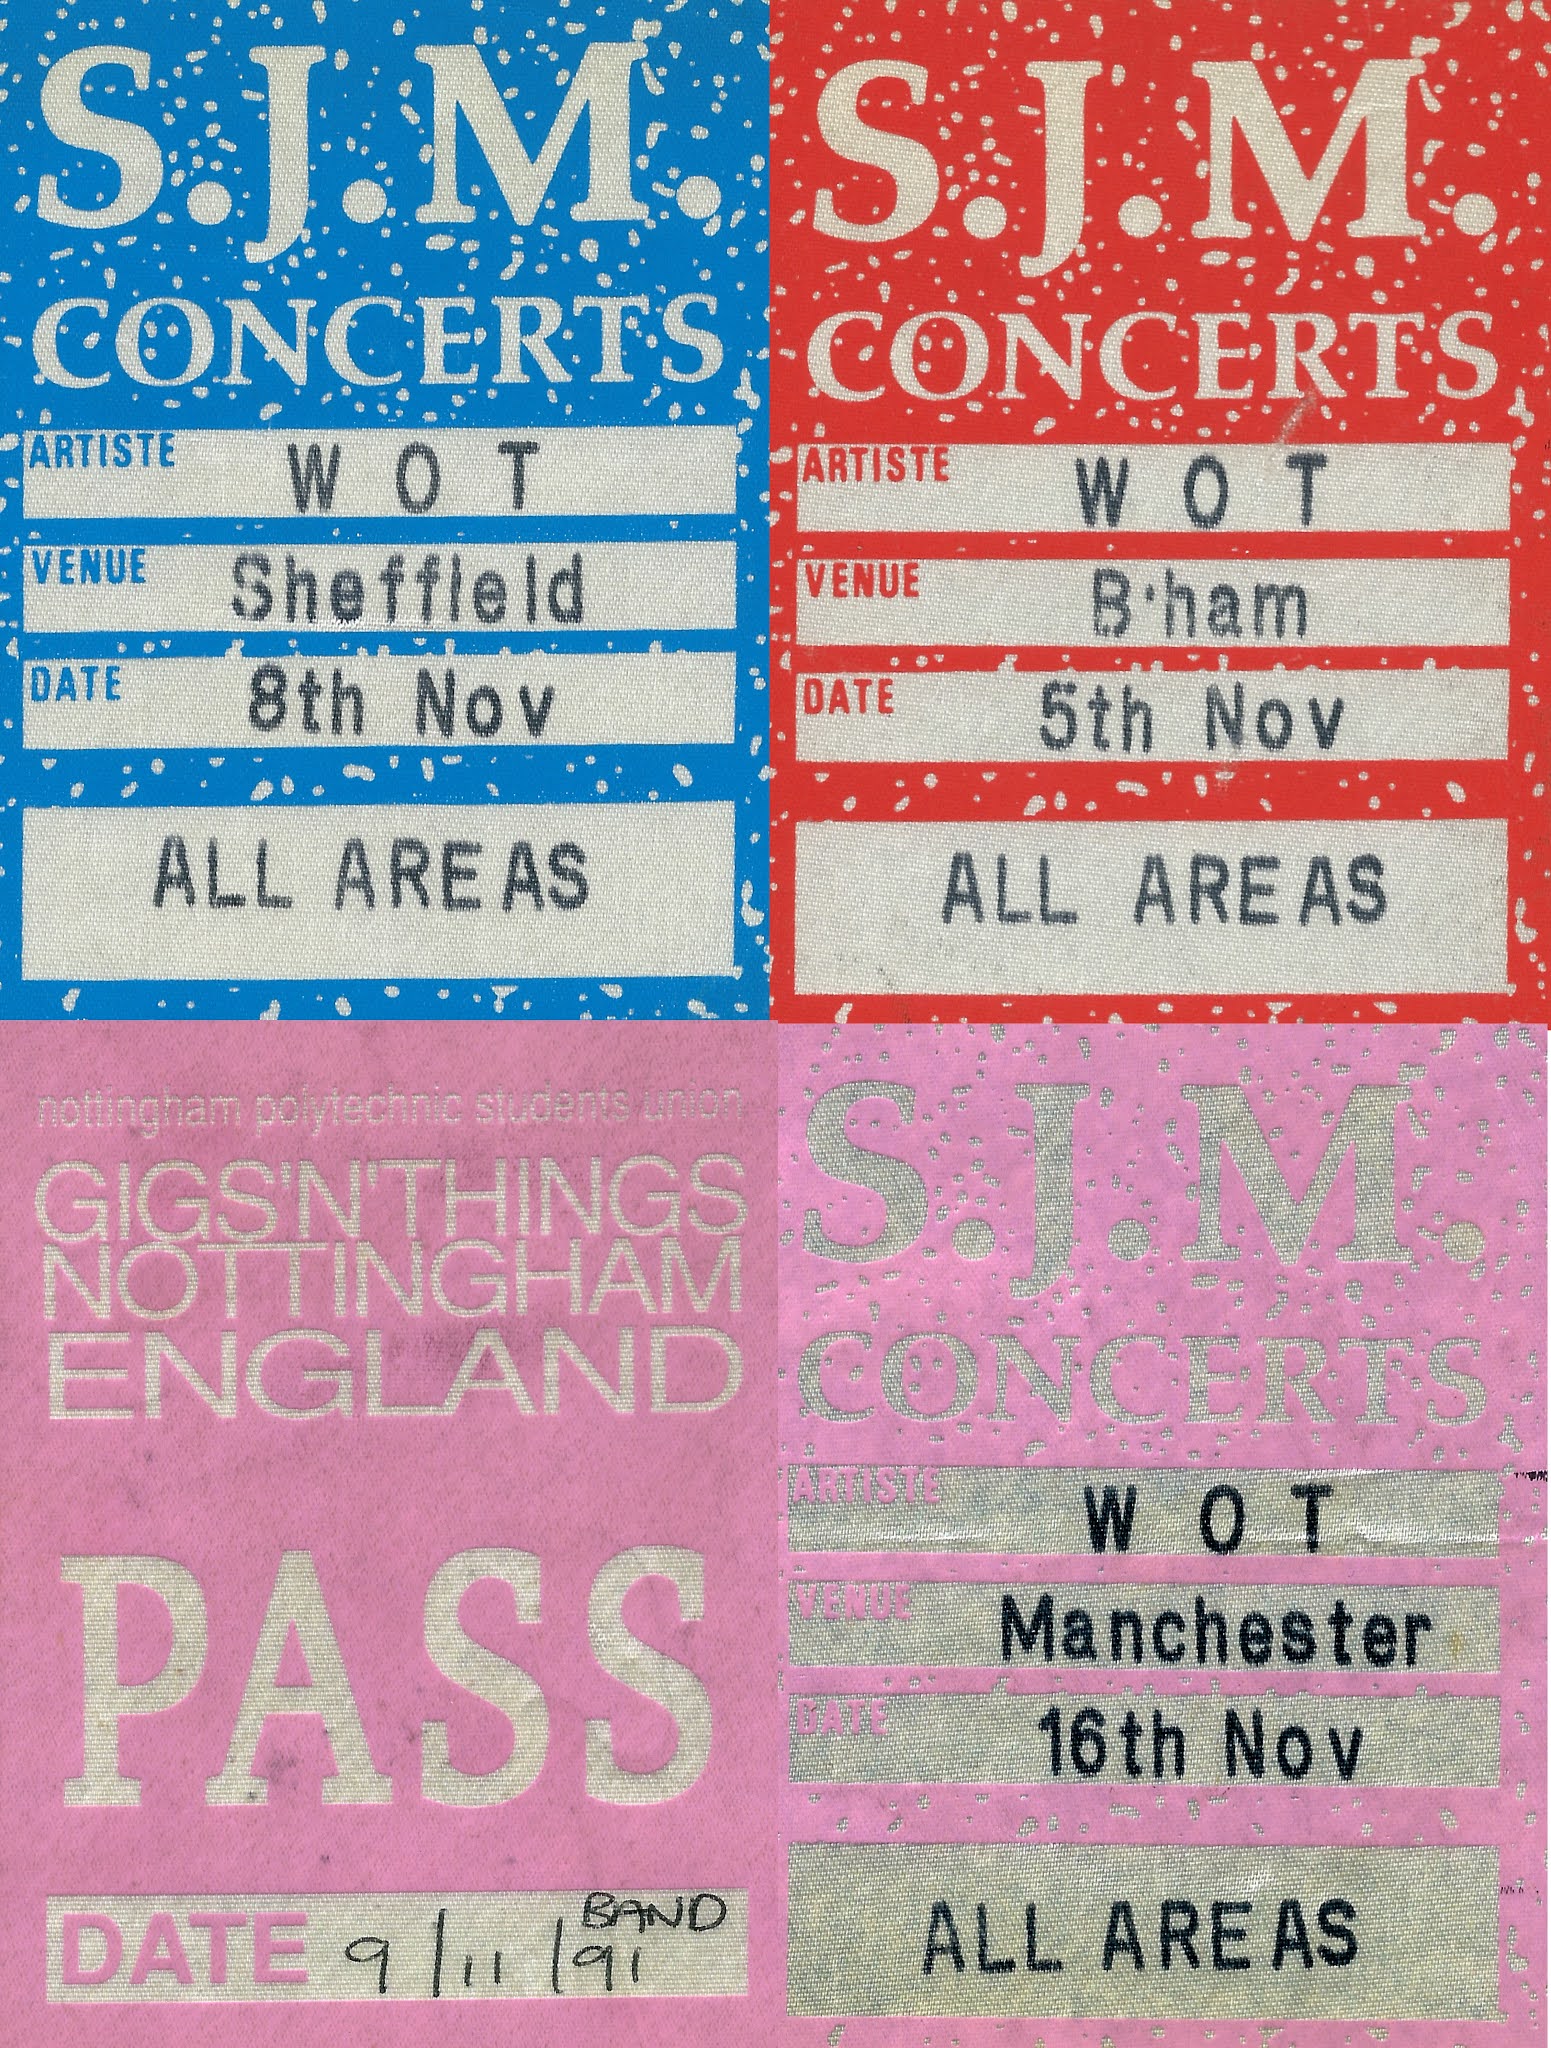 S.J.M.
CONCERTS
ARTISTE W O T
VENUE Sheffield
DATE 8th Nov
ALL AREAS
S.J.M.
CONCERTS
ARTISTE W O T
VENUE B'ham
DATE 5th Nov
ALL AREAS
nottingham polytechnic students union
GIGS'N'THINGS
NOTTINGHAM
ENGLAND
PASS
BAND
DATE 9/11/91
S.J.M.
CONCERTS
ARTISTE W O T
VENUE Manchester
DATE 16th Nov
ALL AREAS